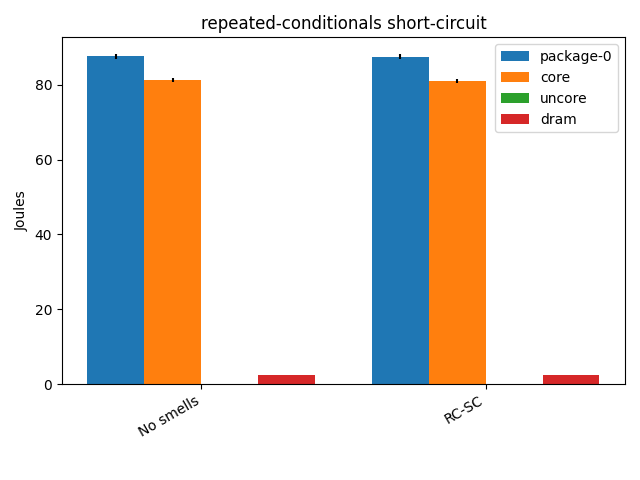 repeated-conditionals short-circuit
package-0
core
uncore
dram
Joules
80
60
40
20
0
No smells
RC-SC